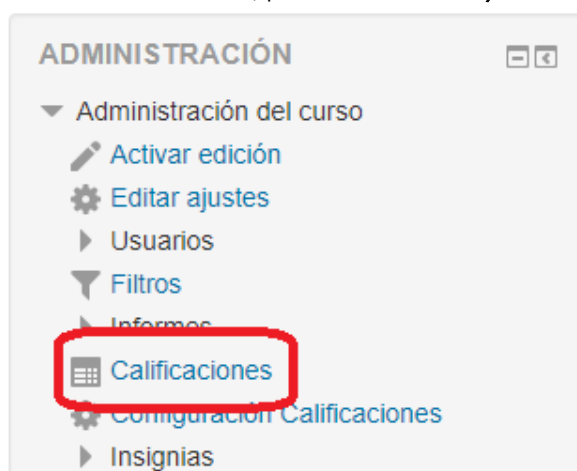 ADMINISTRACIÓN
Administración del curso
Activar edición
Editar ajustes
Usuarios
Filtros
Informes
Calificaciones
Configuración Calificaciones
Insignias